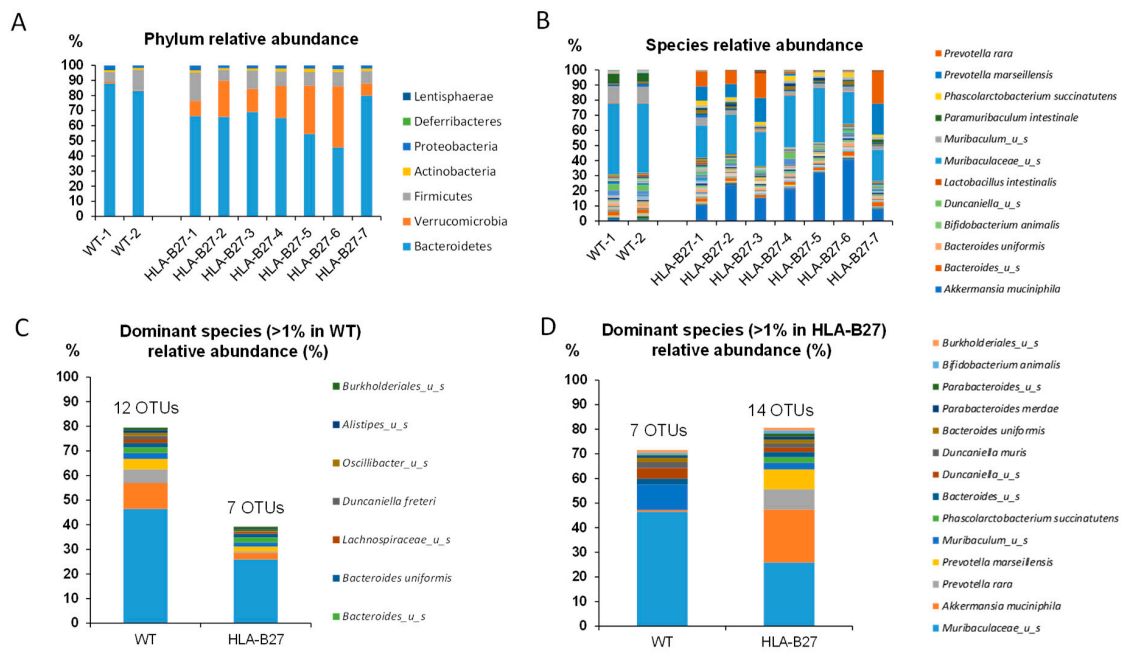 A
Phylum relative abundance
%
100
90
80
70
60
50
40
30
20
10
0
WT-1
WT-2
HLA-B27-1
HLA-B27-2
HLA-B27-3
HLA-B27-4
HLA-B27-5
HLA-B27-6
HLA-B27-7
Lentisphaerae
Deferribacteres
Proteobacteria
Actinobacteria
Firmicutes
Verrucomicrobia
Bacteroidetes
B
Species relative abundance
%
100
90
80
70
60
50
40
30
20
10
0
WT-1
WT-2
HLA-B27-1
HLA-B27-2
HLA-B27-3
HLA-B27-4
HLA-B27-5
HLA-B27-6
HLA-B27-7
Prevotella rara
Prevotella marseillensis
Phascolarctobacterium succinatutens
Paramuribaculum intestinale
Muribaculum_u_s
Muribaculaceae_u_s
Lactobacillus intestinalis
Duncaniella_u_s
Bifidobacterium animalis
Bacteroides uniformis
Bacteroides_u_s
Akkermansia muciniphila
C
Dominant species (>1% in WT)
relative abundance (%)
%
100
90
80
70
60
50
40
30
20
10
0
12 OTUs
7 OTUs
WT
HLA-B27
Burkholderiales_u_s
Alistipes_u_s
Oscillibacter_u_s
Duncaniella freteri
Lachnospiraceae_u_s
Bacteroides uniformis
Bacteroides_u_s
D
Dominant species (>1% in HLA-B27)
relative abundance (%)
%
100
90
80
70
60
50
40
30
20
10
0
7 OTUs
14 OTUs
WT
HLA-B27
Burkholderiales_u_s
Bifidobacterium animalis
Parabacteroides_u_s
Parabacteroides merdae
Bacteroides uniformis
Duncaniella muris
Duncaniella_u_s
Bacteroides_u_s
Phascolarctobacterium succinatutens
Muribaculum_u_s
Prevotella marseillensis
Prevotella rara
Akkermansia muciniphila
Muribaculaceae_u_s